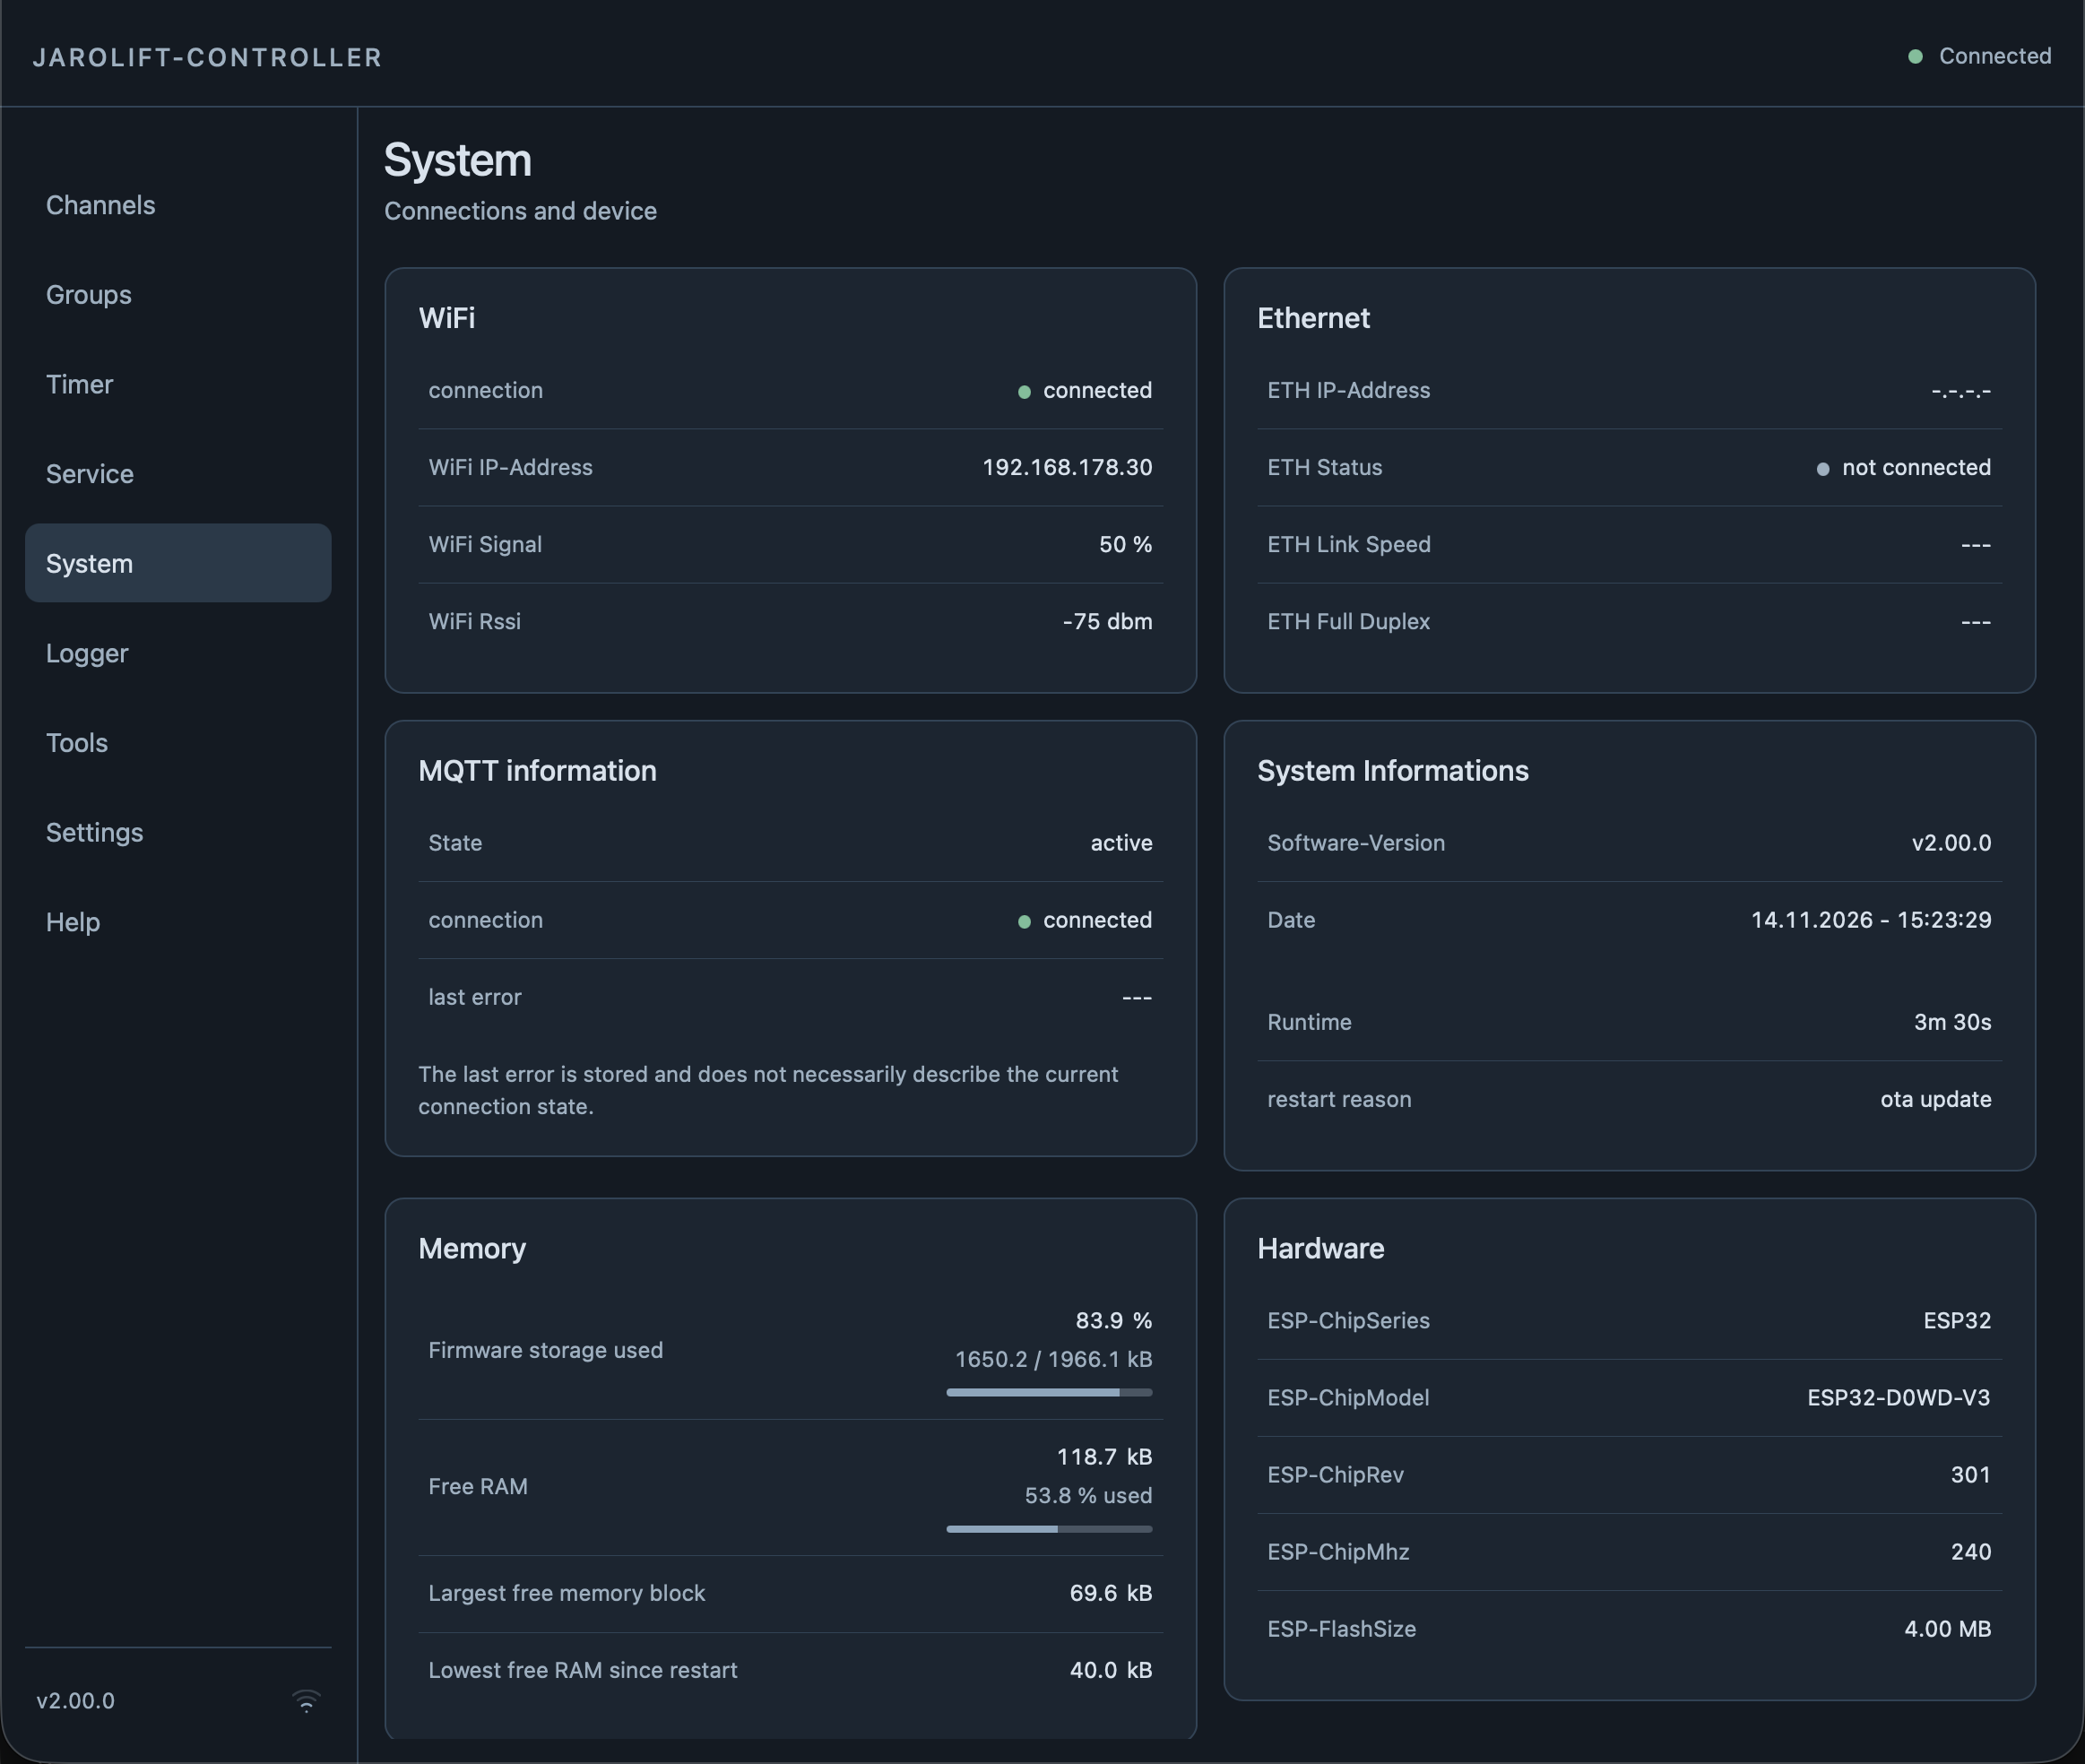 JAROLIFT-CONTROLLER
Connected
Channels
Groups
Timer
Service
System
Logger
Tools
Settings
Help
v2.00.0
System
Connections and device
WiFi
connection connected
WiFi IP-Address 192.168.178.30
WiFi Signal 50 %
WiFi Rssi -75 dbm
Ethernet
ETH IP-Address -.-.-.-
ETH Status not connected
ETH Link Speed ---
ETH Full Duplex ---
MQTT information
State active
connection connected
last error ---
The last error is stored and does not necessarily describe the current
connection state.
System Informations
Software-Version v2.00.0
Date 14.11.2026 - 15:23:29
Runtime 3m 30s
restart reason ota update
Memory
Firmware storage used 83.9 %
1650.2 / 1966.1 kB
Free RAM 118.7 kB
53.8 % used
Largest free memory block 69.6 kB
Lowest free RAM since restart 40.0 kB
Hardware
ESP-ChipSeries ESP32
ESP-ChipModel ESP32-D0WD-V3
ESP-ChipRev 301
ESP-ChipMhz 240
ESP-FlashSize 4.00 MB